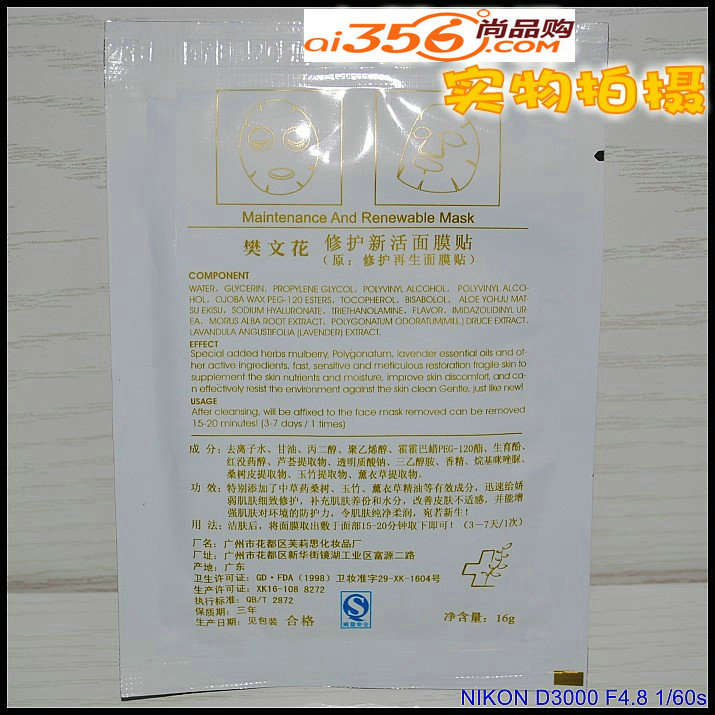 ai356尚品购
.com
实物拍摄
Maintenance And Renewable Mask
樊文花 修护新活面膜贴
(原：修护再生面膜贴)
COMPONENT
WATER、GLYCERIN、PROPYLENE GLYCOL、POLYVINYL ALCOHOL、POLYVINYL ALCO-
HOL、OJOBA WAX PEG-120 ESTERS、TOCOPHEROL、BISABOLOL、ALOE YOHJU MAT-
SU EKISU、SODIUM HYALURONATE、TRIETHANOLAMINE、FLAVOR、IMIDAZOLIDINYL UR
EA、MORUS ALBA ROOT EXTRACT、POLYGONATUM ODORATUM(MILL) DRUCE EXTRACT、
LAVANDULA ANGUSTIFOLIA (LAVENDER) EXTRACT.
EFFECT
Special added herbs mulberry, Polygonatum, lavender essential oils and ot-
her active ingredients, fast, sensitive and meticulous restoration fragile skin to
supplement the skin nutrients and moisture, improve skin discomfort, and ca-
n effectively resist the environment against the skin clean Gentle, just like new!
USAGE
After cleansing, will be affixed to the face mask removed can be removed
15-20 minutes! (3-7 days / 1 times)
成 分：去离子水、甘油、丙二醇、聚乙烯醇、霍霍巴蜡PEG-120酯、生育酚、
红没药醇、芦荟提取物、透明质酸钠、三乙醇胺、香精、烷基咪唑脲、
桑树皮提取物、玉竹提取物、薰衣草提取物。
功 效：特别添加了中草药桑树、玉竹、薰衣草精油等有效成分，迅速给娇
弱肌肤细致修护，补充肌肤养份和水分，改善皮肤不适感，并能增
强肌肤对环境的防护力，令肌肤纯净柔润，宛若新生！
用 法：洁肤后，将面膜取出敷于面部15-20分钟取下即可！（3-7天/1次）
厂名：广州市花都区芙莉思化妆品厂
厂址：广州市花都区新华街镜湖工业区富源二路
产地：广东
卫生许可证：GD·FDA（1998）卫妆准字29-XK-1604号
生产许可证：XK16-108 8272
执行标准：QB/T 2872
保质期：三年
生产日期：见包装 合格
净含量：16g
NIKON D3000 F4.8 1/60s